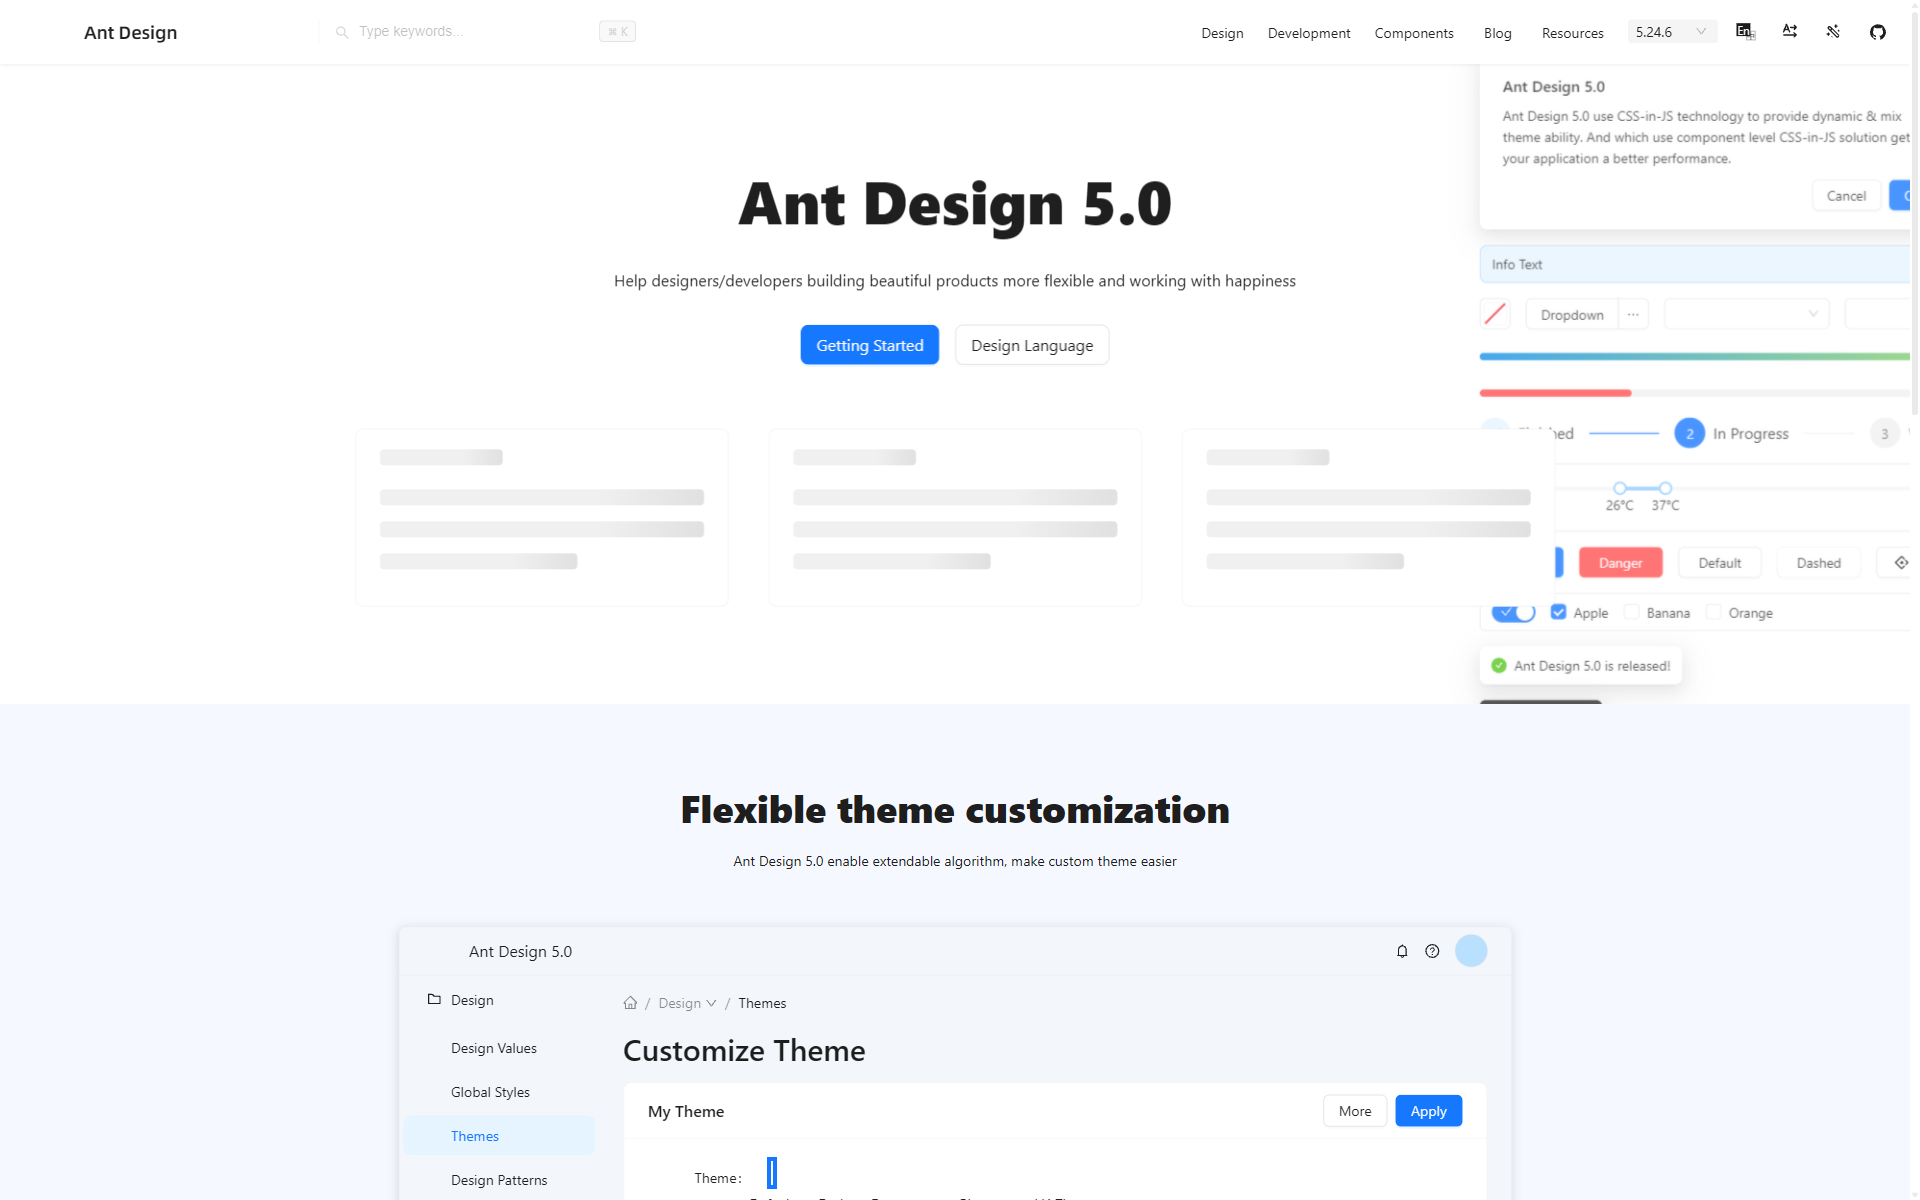 Ant Design
Type keywords...
⌘ K
Design
Development
Components
Blog
Resources
5.24.6
En
Ant Design 5.0
Ant Design 5.0 use CSS-in-JS technology to provide dynamic & mix
theme ability. And which use component level CSS-in-JS solution get
your application a better performance.
Cancel
Ant Design 5.0
Help designers/developers building beautiful products more flexible and working with happiness
Getting Started
Design Language
Info Text
Dropdown
2
In Progress
3
26°C
37°C
Danger
Default
Dashed
Apple
Banana
Orange
Ant Design 5.0 is released!
Flexible theme customization
Ant Design 5.0 enable extendable algorithm, make custom theme easier
Ant Design 5.0
Design
Design Values
Global Styles
Themes
Design Patterns
/ Design / Themes
Customize Theme
My Theme
More
Apply
Theme: